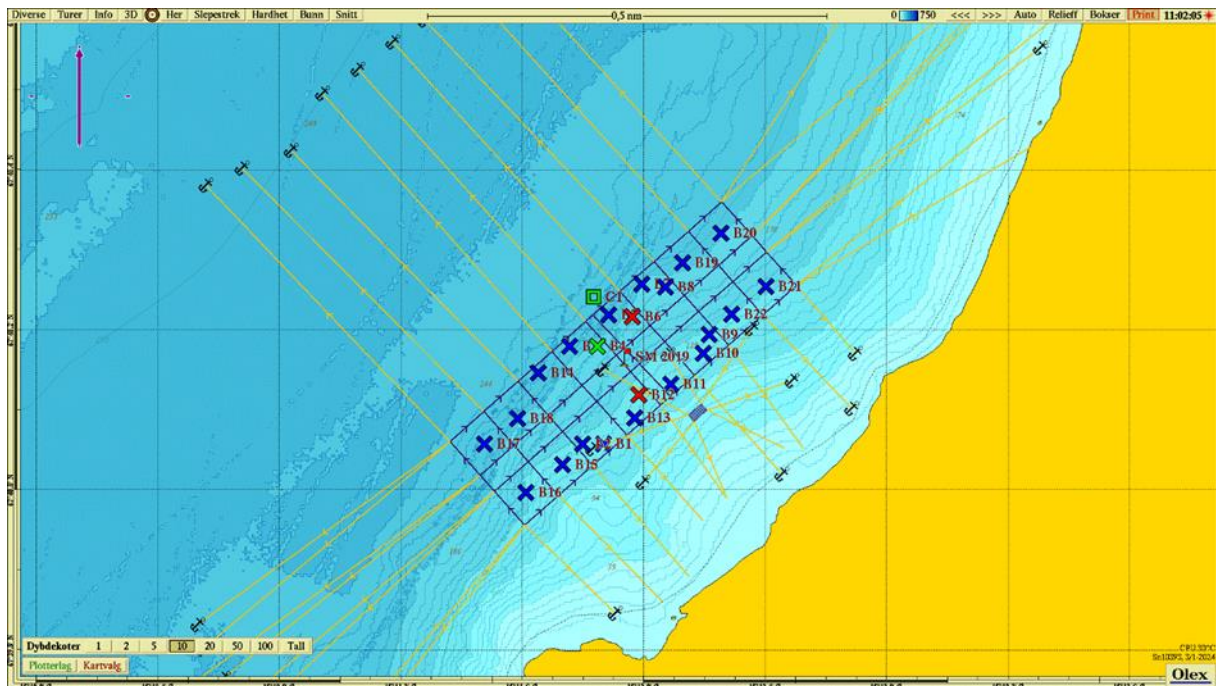 Diverse Turer Info 3D Her Slepestrek Hardhet Bunn Snitt 0,5 nm 0 750 <<< >>> Auto Relieff Bokser Print 11:02:05
B20
B19
B8
B21
C1
B6
B22
B9
B4
SM 2019
B10
B14
B11
B12
B18
B13
B17
B1
B15
B16
Dybdekoter 1 2 5 10 20 50 100 Tall
Plotterlag Kartvalg
CPU 33°C
Olex